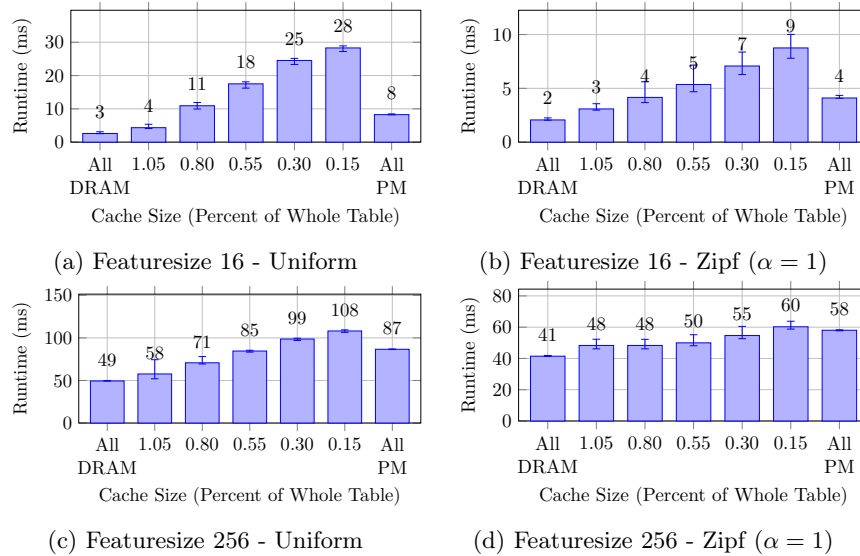 Runtime (ms)
30
20
10
0
3
4
11
18
25
28
8
All
DRAM
1.05
0.80
0.55
0.30
0.15
All
PM
Cache Size (Percent of Whole Table)
(a) Featuresize 16 - Uniform
Runtime (ms)
10
5
0
2
3
4
5
7
9
4
All
DRAM
1.05
0.80
0.55
0.30
0.15
All
PM
Cache Size (Percent of Whole Table)
(b) Featuresize 16 - Zipf (α = 1)
Runtime (ms)
150
100
50
0
49
58
71
85
99
108
87
All
DRAM
1.05
0.80
0.55
0.30
0.15
All
PM
Cache Size (Percent of Whole Table)
(c) Featuresize 256 - Uniform
Runtime (ms)
80
60
40
20
0
41
48
48
50
55
60
58
All
DRAM
1.05
0.80
0.55
0.30
0.15
All
PM
Cache Size (Percent of Whole Table)
(d) Featuresize 256 - Zipf (α = 1)